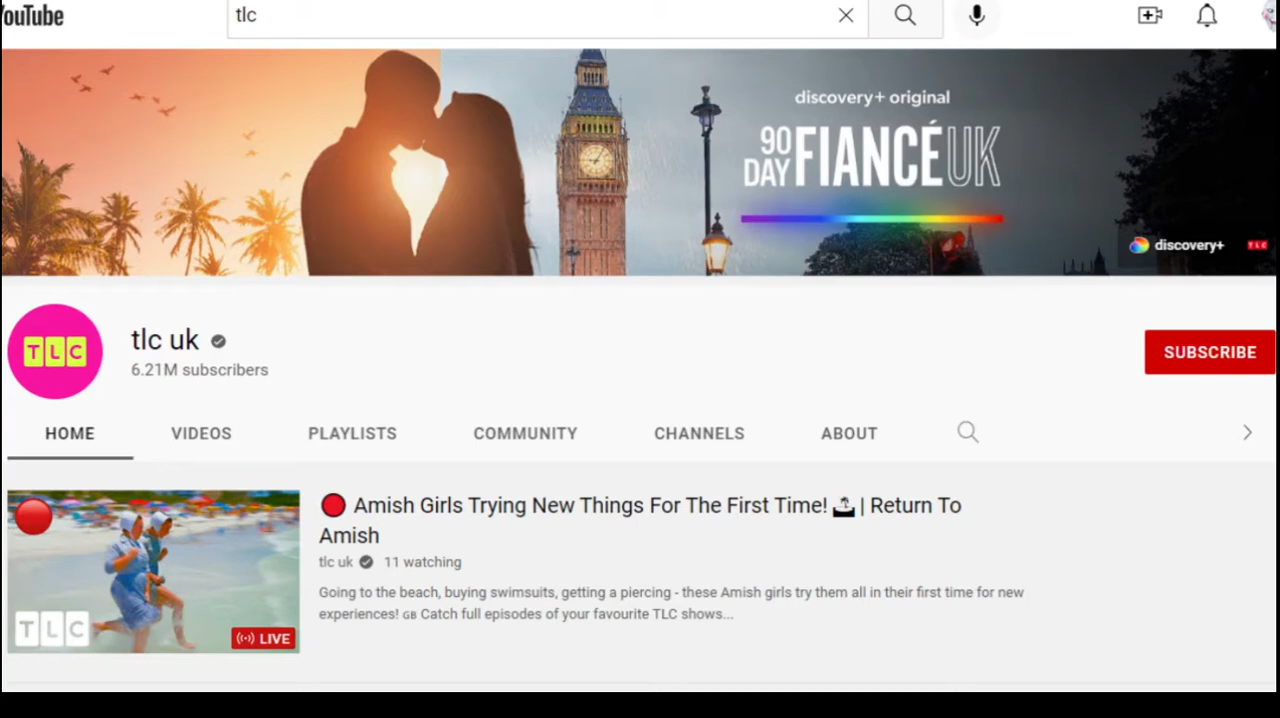 YouTube
tlc
discovery+ original
90 DAY FIANCÉ UK
discovery+ TLC
TLC
tlc uk
6.21M subscribers
SUBSCRIBE
HOME VIDEOS PLAYLISTS COMMUNITY CHANNELS ABOUT
🔴 Amish Girls Trying New Things For The First Time! 🏝 | Return To
Amish
tlc uk 11 watching
Going to the beach, buying swimsuits, getting a piercing - these Amish girls try them all in their first time for new
experiences! GB Catch full episodes of your favourite TLC shows...
TLC
LIVE